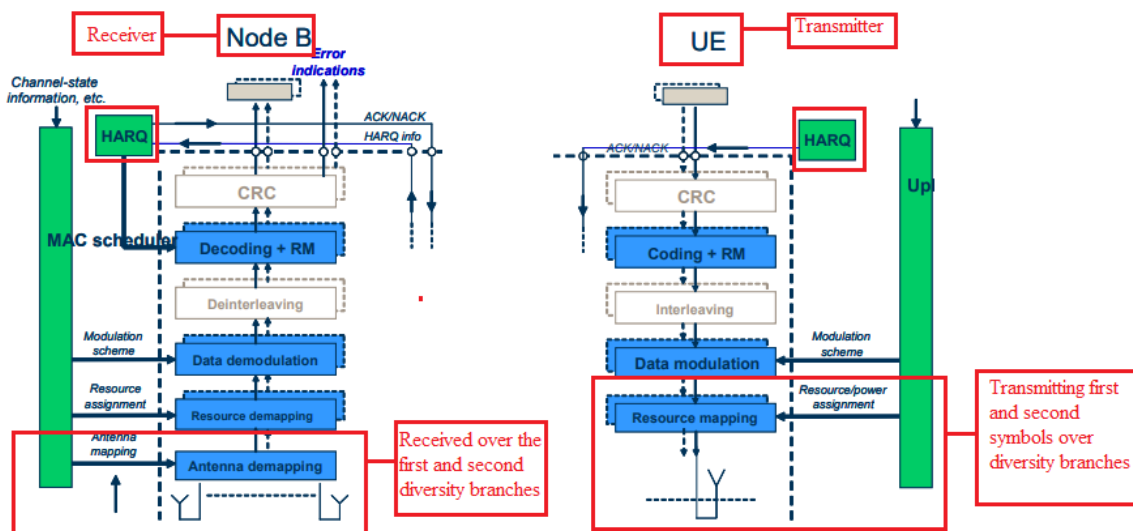 Receiver
Node B
Error
indications
Channel-state
information, etc.
HARQ
ACK/NACK
HARQ info
CRC
MAC scheduler
Decoding + RM
Deinterleaving
Modulation
scheme
Data demodulation
Resource
assignment
Resource demapping
Antenna
mapping
Antenna demapping
Received over the
first and second
diversity branches
UE
Transmitter
HARQ
ACK/NACK
CRC
Upl
Coding + RM
Interleaving
Modulation
scheme
Data modulation
Resource/power
assignment
Resource mapping
Transmitting first
and second
symbols over
diversity branches